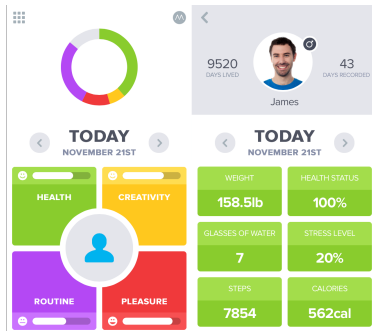 TODAY
NOVEMBER 21ST
HEALTH
CREATIVITY
ROUTINE
PLEASURE
9520
DAYS LIVED
43
DAYS RECORDED
James
TODAY
NOVEMBER 21ST
WEIGHT
158.5lb
HEALTH STATUS
100%
GLASSES OF WATER
7
STRESS LEVEL
20%
STEPS
7854
CALORIES
562cal